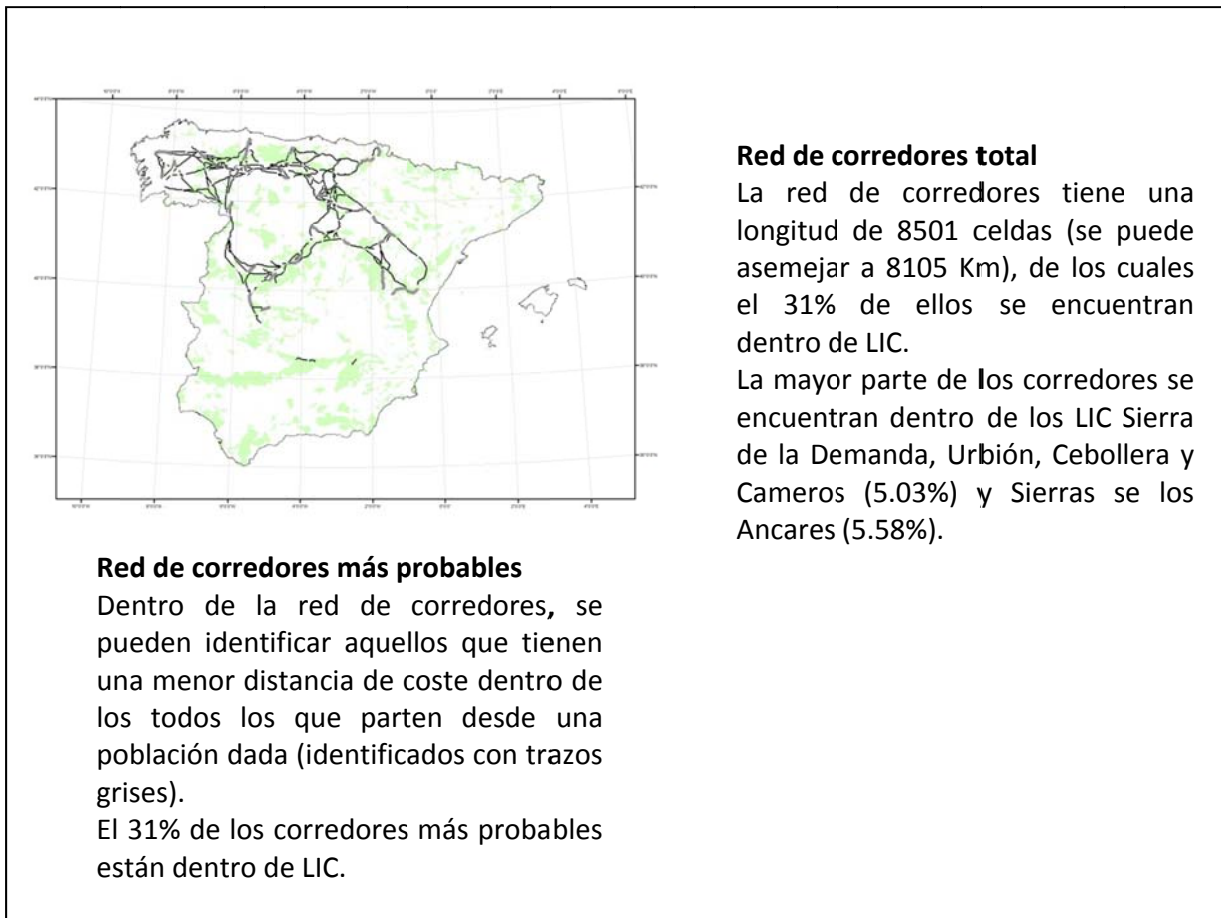 Red de corredores total
La red de corredores tiene una
longitud de 8501 celdas (se puede
asemejar a 8105 Km), de los cuales
el 31% de ellos se encuentran
dentro de LIC.
La mayor parte de los corredores se
encuentran dentro de los LIC Sierra
de la Demanda, Urbión, Cebollera y
Cameros (5.03%) y Sierras se los
Ancares (5.58%).
Red de corredores más probables
Dentro de la red de corredores, se
pueden identificar aquellos que tienen
una menor distancia de coste dentro de
los todos los que parten desde una
población dada (identificados con trazos
grises).
El 31% de los corredores más probables
están dentro de LIC.